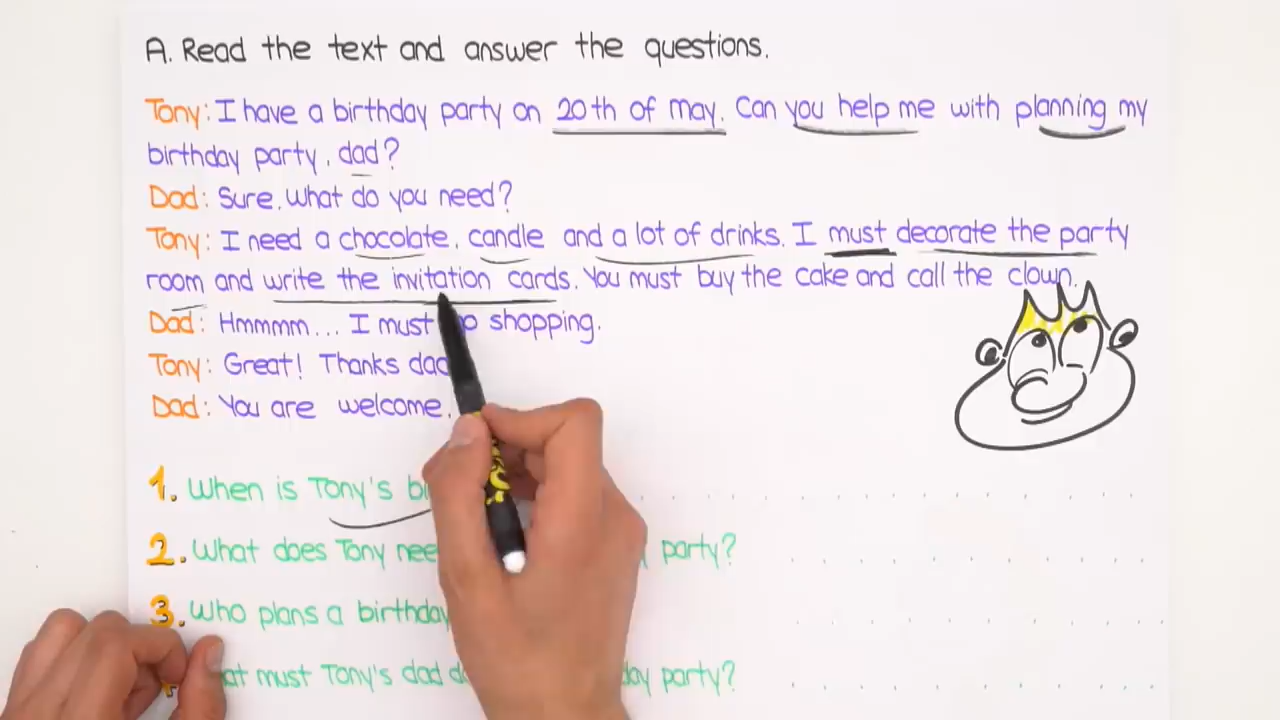 A. Read the text and answer the questions.
Tony: I have a birthday party on 20th of may. Can you help me with planning my
birthday party, dad?
Dad: Sure. What do you need?
Tony: I need a chocolate, candle and a lot of drinks. I must decorate the party
room and write the invitation cards. You must buy the cake and call the clown.
Dad: Hmmmm... I must shopping.
Tony: Great! Thanks dad
Dad: You are welcome.
1. When is Tony's
2. What does Tony party?
3. Who plans a birthday
must Tony's dad party?